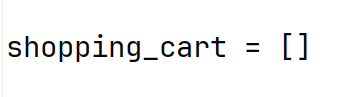 shopping_cart = []